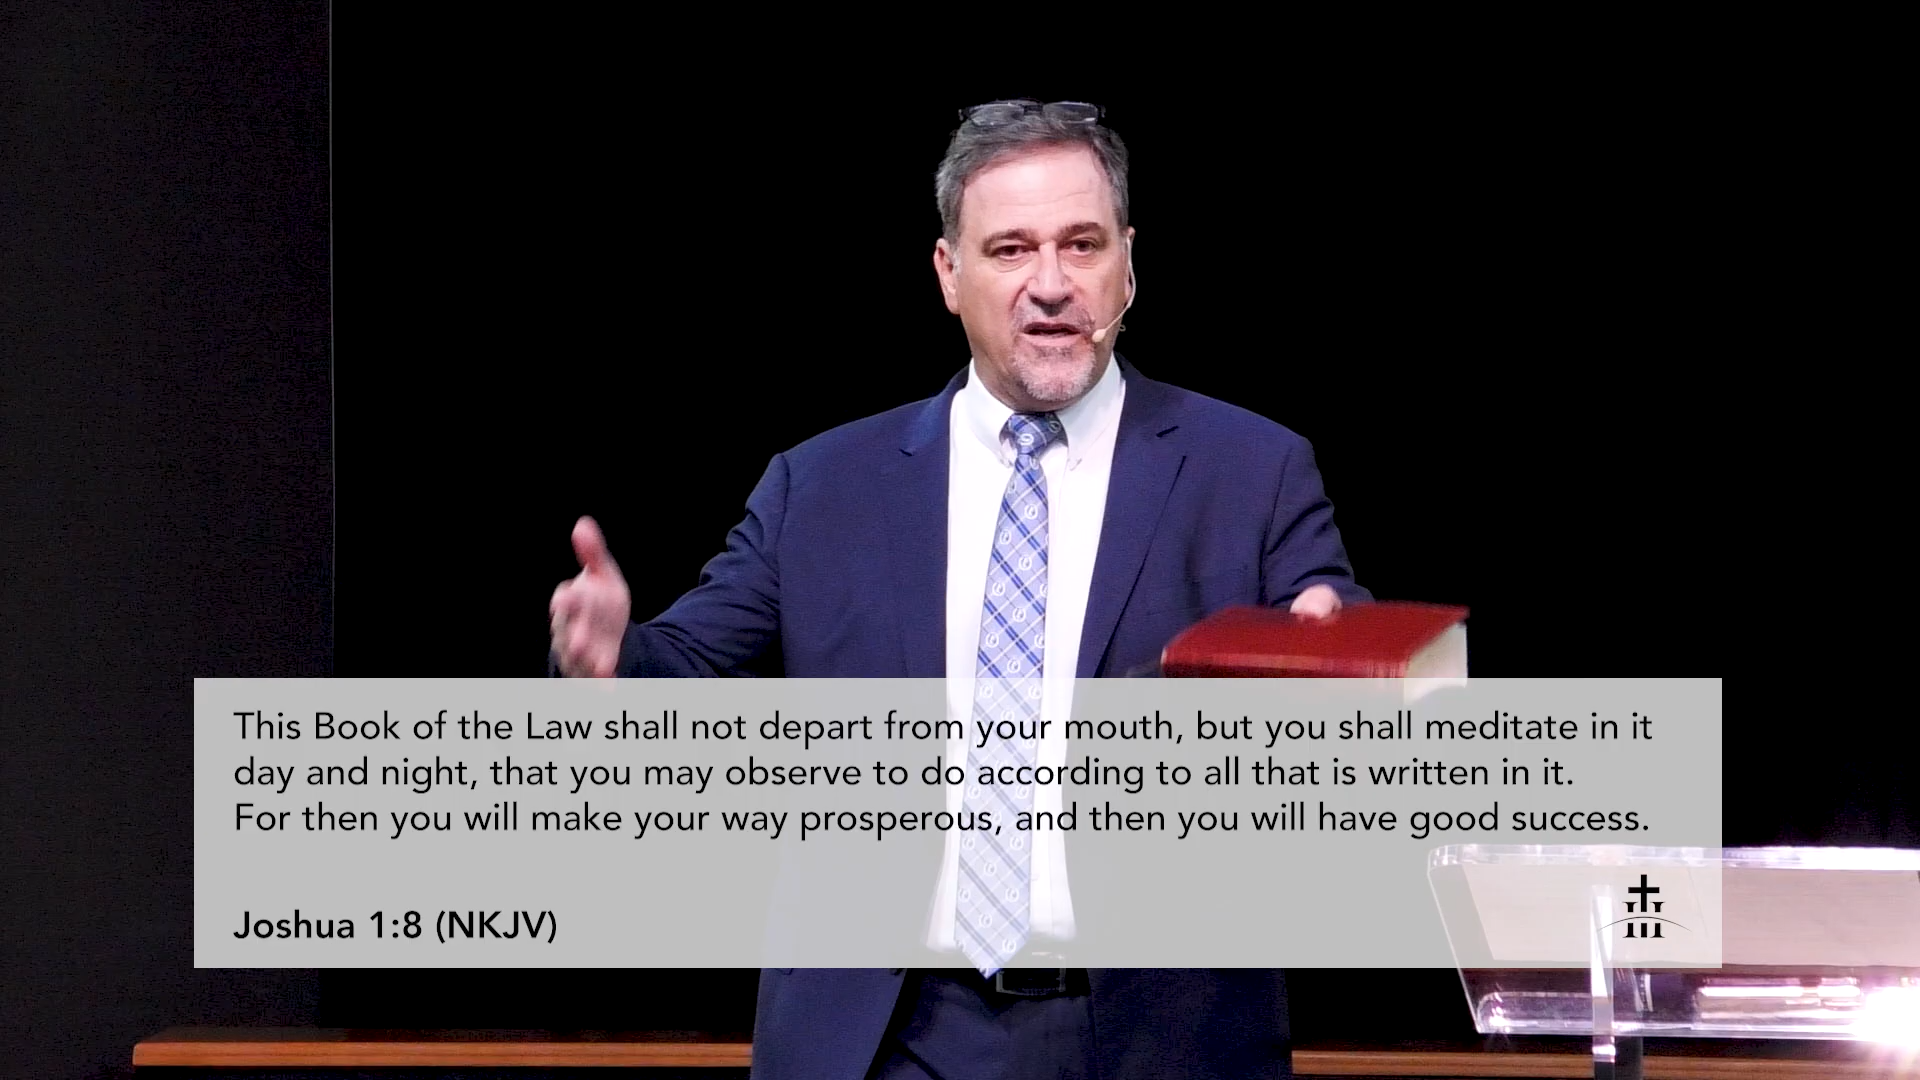 This Book of the Law shall not depart from your mouth, but you shall meditate in it
day and night, that you may observe to do according to all that is written in it.
For then you will make your way prosperous, and then you will have good success.
Joshua 1:8 (NKJV)